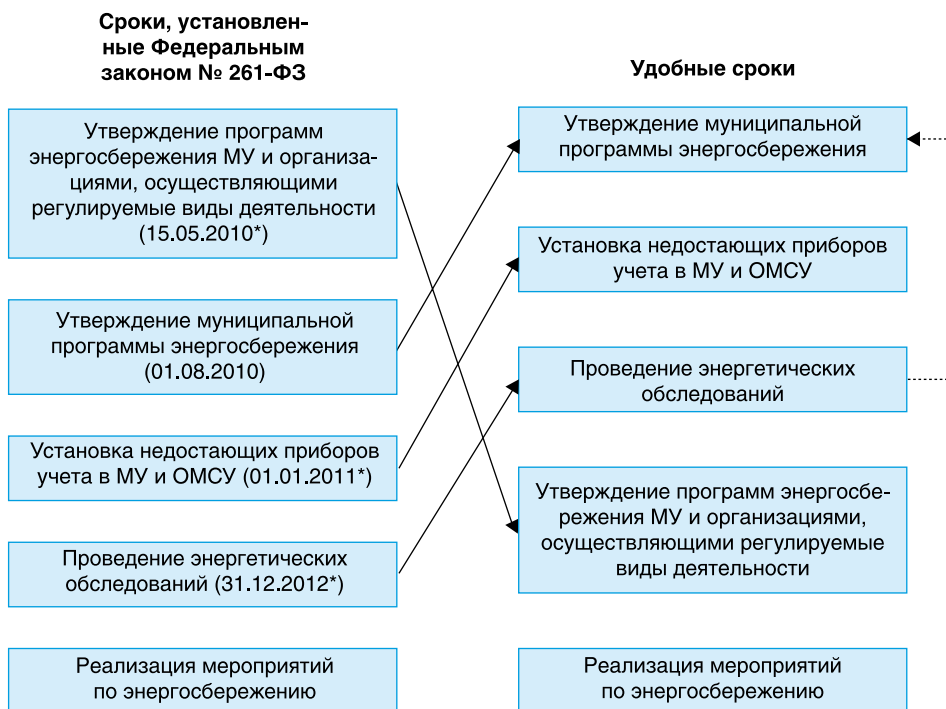 Сроки, установлен-
ные Федеральным
законом № 261-ФЗ
Утверждение программ
энергосбережения МУ и организа-
циями, осуществляющими
регулируемые виды деятельности
(15.05.2010*)
Утверждение муниципальной
программы энергосбережения
(01.08.2010)
Установка недостающих приборов
учета в МУ и ОМСУ (01.01.2011*)
Проведение энергетических
обследований (31.12.2012*)
Реализация мероприятий
по энергосбережению
Удобные сроки
Утверждение муниципальной
программы энергосбережения
Установка недостающих приборов
учета в МУ и ОМСУ
Проведение энергетических
обследований
Утверждение программ энергосбе-
режения МУ и организациями,
осуществляющими регулируемые
виды деятельности
Реализация мероприятий
по энергосбережению